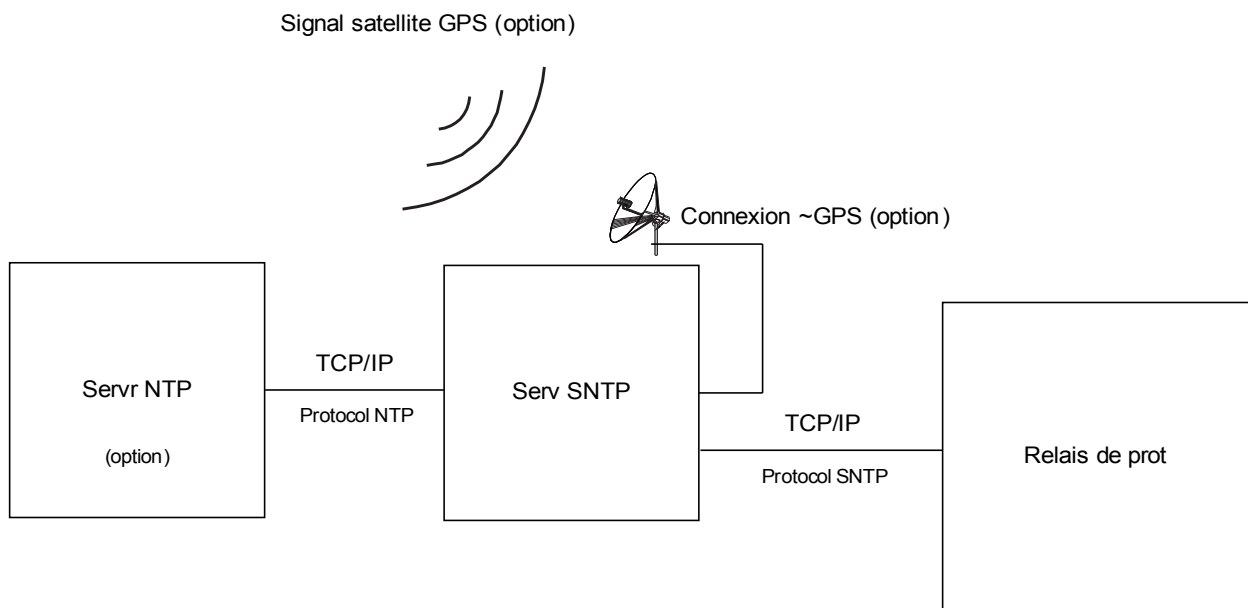 Signal satellite GPS (option)
Connexion ~GPS (option)
Servr NTP
(option)
TCP/IP
Protocol NTP
Serv SNTP
TCP/IP
Protocol SNTP
Relais de prot